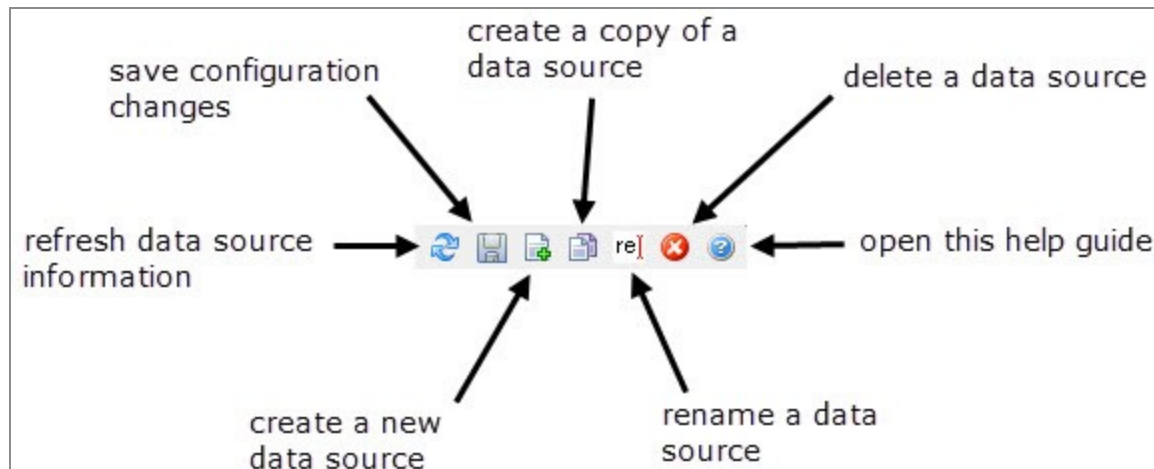 create a copy of a
data source
save configuration
changes
delete a data source
refresh data source
information
re
open this help guide
create a new
data source
rename a data
source